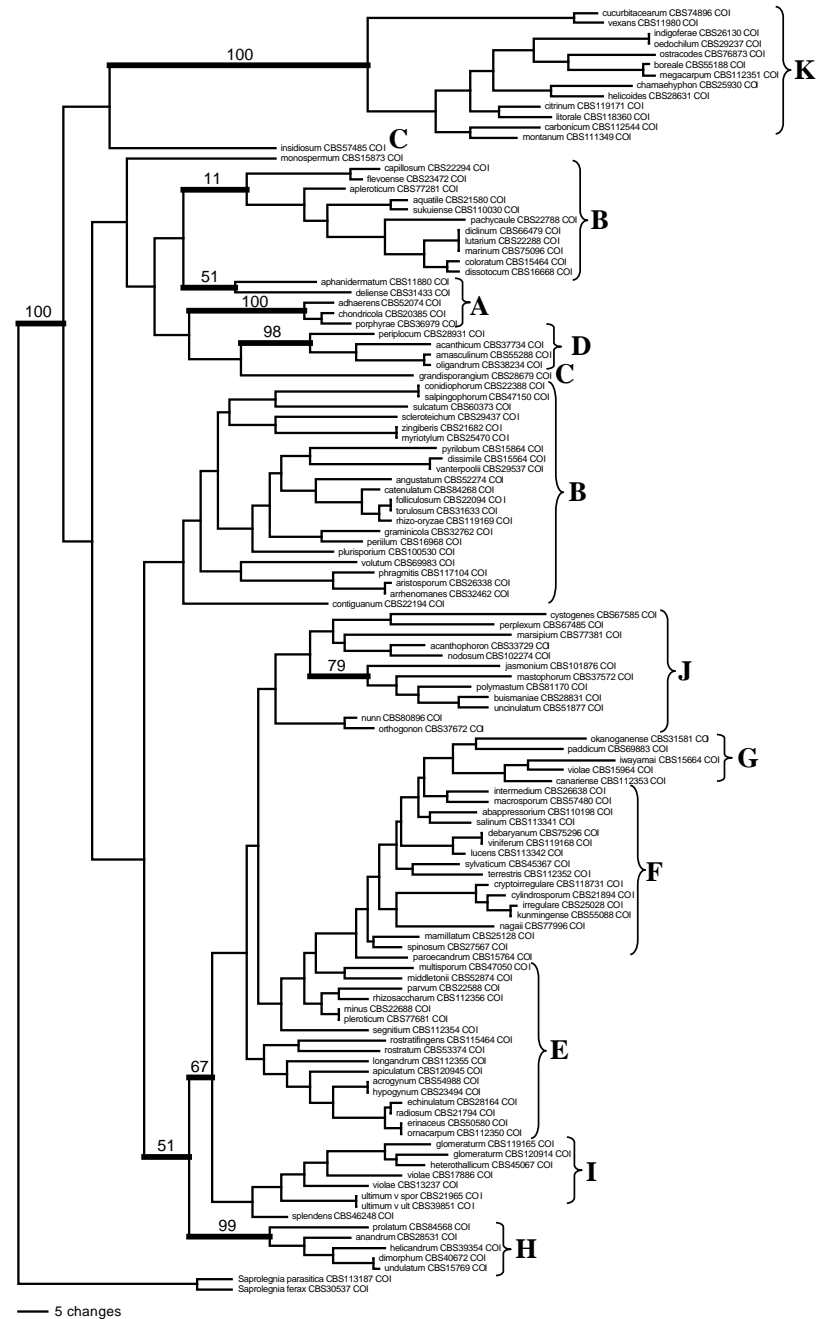 cucurbitacearum CBS74896 COI
vexans CBS11980 COI
indigoferae CBS26130 COI
oedochilum CBS29237 COI
ostracodes CBS76873 COI
boreale CBS55188 COI
megacarpum CBS112351 COI
chamaehyphon CBS25930 COI
helicoides CBS28631 COI
citrinum CBS119171 COI
litorale CBS118360 COI
carbonicum CBS112544 COI
montanum CBS111349 COI
K
100
insidiosum CBS57485 COI
C
monospermum CBS15873 COI
capillosum CBS22294 COI
flevoense CBS23472 COI
apleroticum CBS77281 COI
aquatile CBS21580 COI
sukuiense CBS110030 COI
pachycaule CBS22788 COI
diclinum CBS66479 COI
lutarium CBS22288 COI
marinum CBS75096 COI
coloratum CBS15464 COI
dissotocum CBS16668 COI
11
B
aphanidermatum CBS11880 COI
deliense CBS31433 COI
51
adhaerens CBS52074 COI
chondricola CBS20385 COI
porphyrae CBS36979 COI
100
A
periplocum CBS28931 COI
acanthicum CBS37734 COI
amasculinum CBS55288 COI
oligandrum CBS38234 COI
98
D
grandisporangium CBS28679 COI
C
100
conidiophorum CBS22388 COI
salpingophorum CBS47150 COI
sulcatum CBS60373 COI
scleroteichum CBS29437 COI
zingiberis CBS21682 COI
myriotylum CBS25470 COI
pyrilobum CBS15864 COI
dissimile CBS15564 COI
vanterpoolii CBS29537 COI
angustatum CBS52274 COI
catenulatum CBS84268 COI
folliculosum CBS22094 COI
torulosum CBS31633 COI
rhizo-oryzae CBS119169 COI
graminicola CBS32762 COI
periilum CBS16968 COI
plurisporium CBS100530 COI
volutum CBS69983 COI
phragmitis CBS117104 COI
aristosporum CBS26338 COI
arrhenomanes CBS32462 COI
contiguanum CBS22194 COI
B
cystogenes CBS67585 COI
perplexum CBS67485 COI
marsipium CBS77381 COI
acanthophoron CBS33729 COI
nodosum CBS102274 COI
jasmonium CBS101876 COI
mastophorum CBS37572 COI
polymastum CBS81170 COI
buismaniae CBS28831 COI
uncinulatum CBS51877 COI
nunn CBS80896 COI
orthogonon CBS37672 COI
79
J
okanoganense CBS31581 COI
paddicum CBS69883 COI
iwayamai CBS15664 COI
violae CBS15964 COI
canariense CBS112353 COI
G
intermedium CBS26638 COI
macrosporum CBS57480 COI
abappressorium CBS110198 COI
salinum CBS113341 COI
debaryanum CBS75296 COI
viniferum CBS119168 COI
lucens CBS113342 COI
sylvaticum CBS45367 COI
terrestris CBS112352 COI
cryptoirregulare CBS118731 COI
cylindrosporum CBS21894 COI
irregulare CBS25028 COI
kunmingense CBS55088 COI
nagaii CBS77996 COI
mamillatum CBS25128 COI
spinosum CBS27567 COI
paroecandrum CBS15764 COI
F
multisporum CBS47050 COI
middletonii CBS52874 COI
parvum CBS22588 COI
rhizosaccharum CBS112356 COI
minus CBS22688 COI
pleroticum CBS77681 COI
segnitium CBS112354 COI
rostratifingens CBS115464 COI
rostratum CBS53374 COI
longandrum CBS112355 COI
apiculatum CBS120945 COI
acrogynum CBS54988 COI
hypogynum CBS23494 COI
echinulatum CBS28164 COI
radiosum CBS21794 COI
erinaceus CBS50580 COI
ornacarpum CBS112350 COI
E
67
51
glomeraturm CBS119165 COI
glomeraturm CBS120914 COI
heterothallicum CBS45067 COI
violae CBS17886 COI
violae CBS13237 COI
ultimum v spor CBS21965 COI
ultimum v ult CBS39851 COI
I
splendens CBS46248 COI
prolatum CBS84568 COI
anandrum CBS28531 COI
helicandrum CBS39354 COI
dimorphum CBS40672 COI
undulatum CBS15769 COI
99
H
Saprolegnia parasitica CBS113187 COI
Saprolegnia ferax CBS30537 COI
5 changes